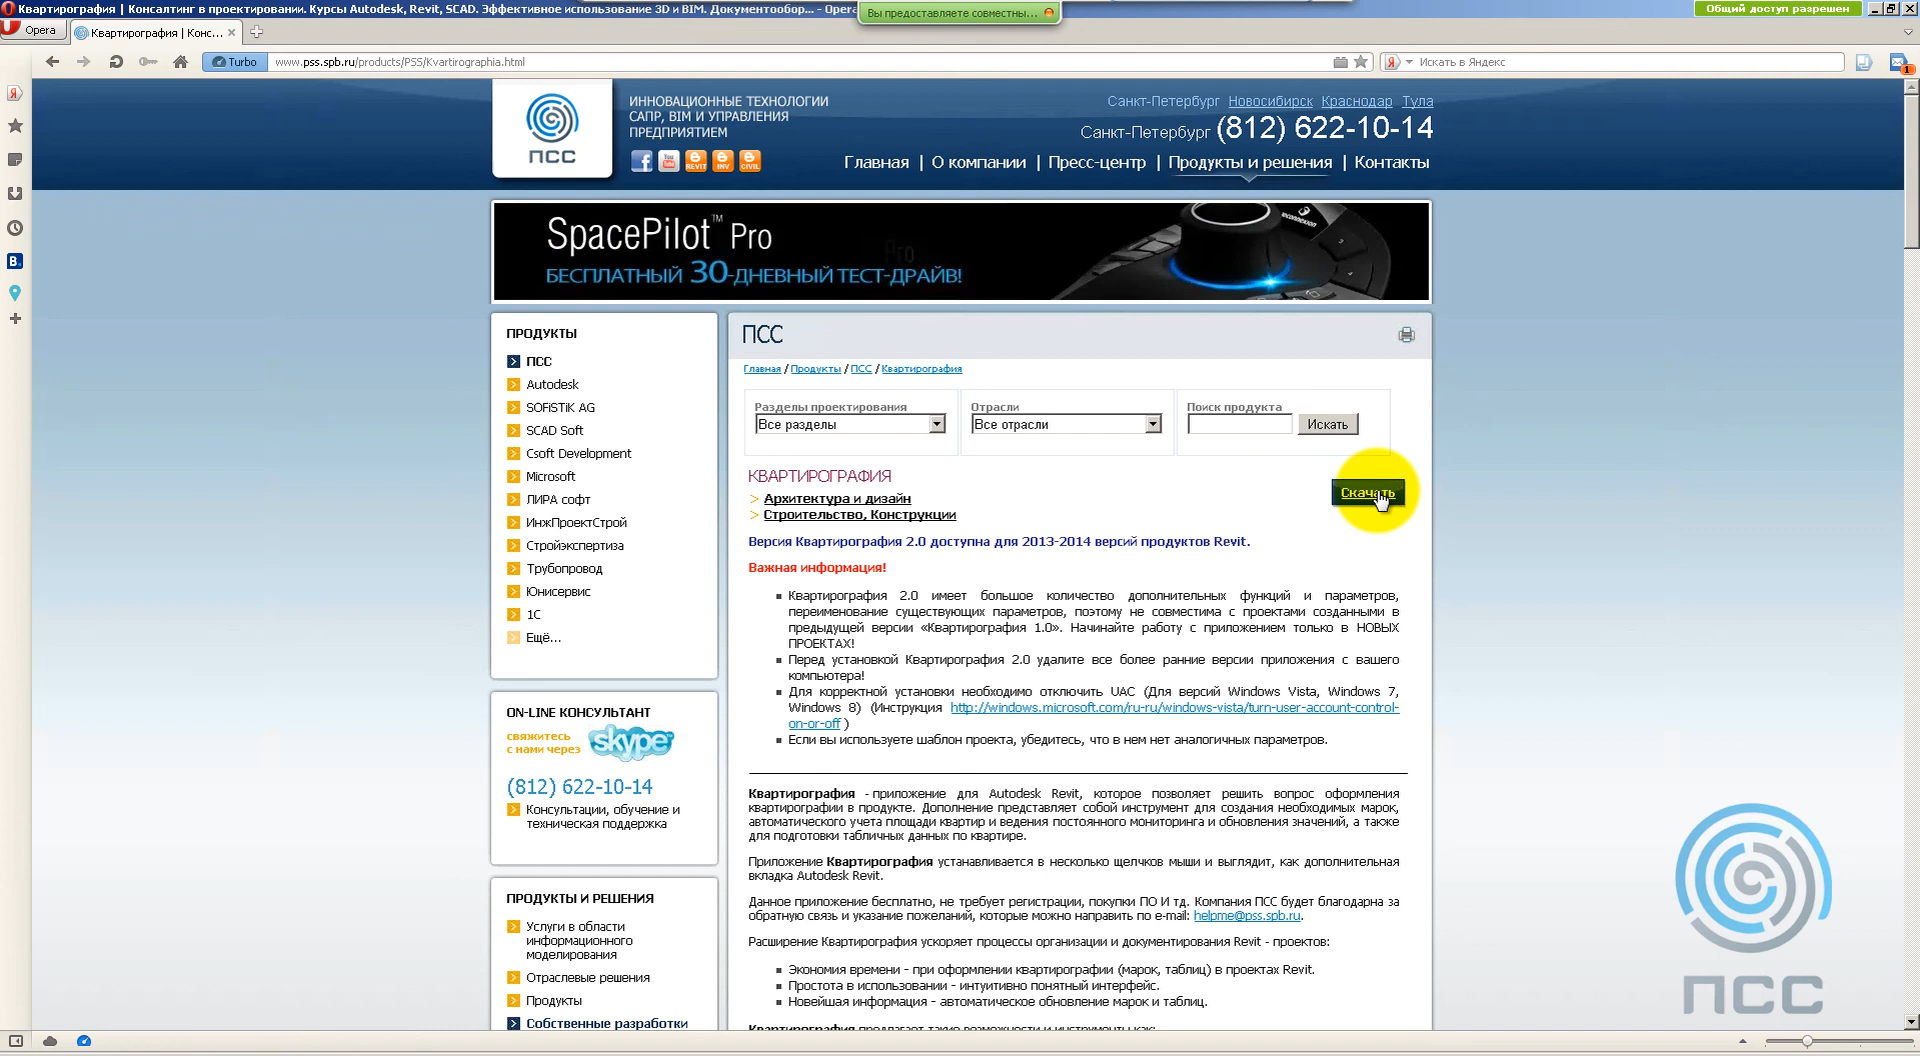 Квартирография | Консалтинг в проектировании. Курсы Autodesk, Revit, SCAD. Эффективное использование 3D и BIM. Документообор... - Opera
Вы предоставляете совместны...
Общий доступ разрешен
Opera
Квартирография | Конс...
Turbo
www.pss.spb.ru/products/PSS/Kvartirographia.html
Искать в Яндекс
1
ПСС
ИННОВАЦИОННЫЕ ТЕХНОЛОГИИ
САПР, BIM И УПРАВЛЕНИЯ
ПРЕДПРИЯТИЕМ
REVIT INV CIVIL
Санкт-Петербург Новосибирск Краснодар Тула
Санкт-Петербург (812) 622-10-14
Главная | О компании | Пресс-центр | Продукты и решения | Контакты
SpacePilot™ Pro
БЕСПЛАТНЫЙ 30-ДНЕВНЫЙ ТЕСТ-ДРАЙВ!
ПРОДУКТЫ
ПСС
Autodesk
SOFiSTiK AG
SCAD Soft
Csoft Development
Microsoft
ЛИРА софт
ИнжПроектСтрой
Стройэкспертиза
Трубопровод
Юнисервис
1С
Ещё...
ON-LINE КОНСУЛЬТАНТ
свяжитесь
с нами через
skype
(812) 622-10-14
Консультации, обучение и
техническая поддержка
ПРОДУКТЫ И РЕШЕНИЯ
Услуги в области
информационного
моделирования
Отраслевые решения
Продукты
Собственные разработки
ПСС
Главная / Продукты / ПСС / Квартирография
Разделы проектирования
Все разделы
Отрасли
Все отрасли
Поиск продукта
Искать
КВАРТИРОГРАФИЯ
> Архитектура и дизайн
> Строительство, Конструкции
Скачать
Версия Квартирография 2.0 доступна для 2013-2014 версий продуктов Revit.
Важная информация!
Квартирография 2.0 имеет большое количество дополнительных функций и параметров,
переименование существующих параметров, поэтому не совместима с проектами созданными в
предыдущей версии «Квартирография 1.0». Начинайте работу с приложением только в НОВЫХ
ПРОЕКТАХ!
Перед установкой Квартирография 2.0 удалите все более ранние версии приложения с вашего
компьютера!
Для корректной установки необходимо отключить UAC (Для версий Windows Vista, Windows 7,
Windows 8) (Инструкция http://windows.microsoft.com/ru-ru/windows-vista/turn-user-account-control-
on-or-off )
Если вы используете шаблон проекта, убедитесь, что в нем нет аналогичных параметров.
Квартирография - приложение для Autodesk Revit, которое позволяет решить вопрос оформления
квартирографии в продукте. Дополнение представляет собой инструмент для создания необходимых марок,
автоматического учета площади квартир и ведения постоянного мониторинга и обновления значений, а также
для подготовки табличных данных по квартире.
Приложение Квартирография устанавливается в несколько щелчков мыши и выглядит, как дополнительная
вкладка Autodesk Revit.
Данное приложение бесплатно, не требует регистрации, покупки ПО И тд. Компания ПСС будет благодарна за
обратную связь и указание пожеланий, которые можно направить по e-mail: helpme@pss.spb.ru.
Расширение Квартирография ускоряет процессы организации и документирования Revit - проектов:
Экономия времени - при оформлении квартирографии (марок, таблиц) в проектах Revit.
Простота в использовании - интуитивно понятный интерфейс.
Новейшая информация - автоматическое обновление марок и таблиц.
Квартирография предлагает такие возможности и инструменты как:
ПСС